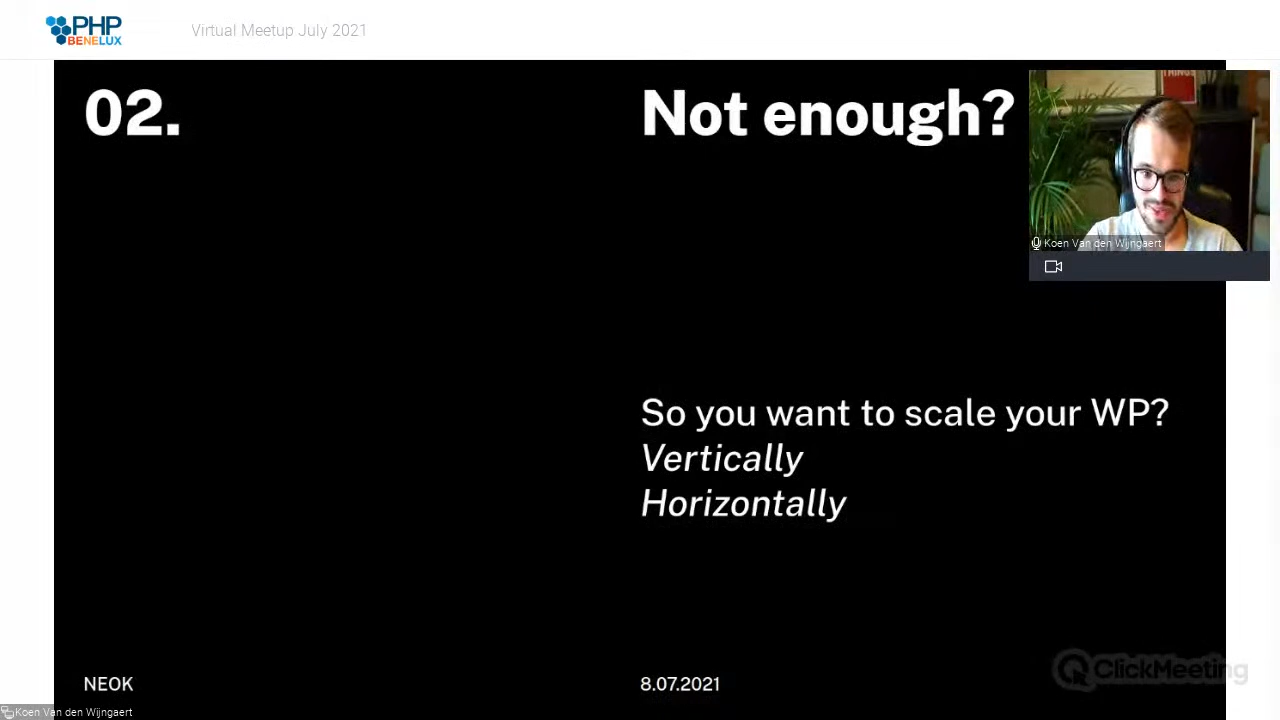 PHP
BENELUX
Virtual Meetup July 2021
02.
Not enough?
THINGS
Koen Van den Wijngaert
So you want to scale your WP?
Vertically
Horizontally
NEOK
8.07.2021
ClickMeeting
Koen Van den Wijngaert